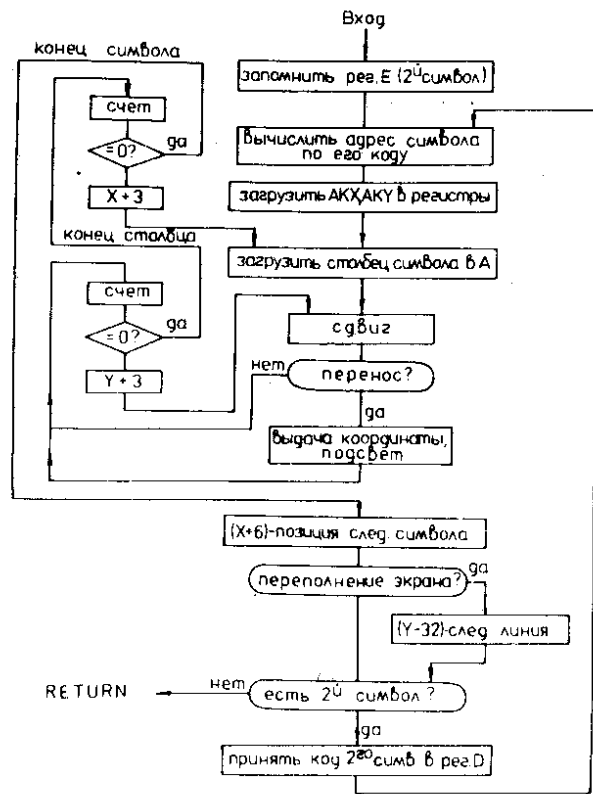 Вход
конец символа
запомнить рег. E (2й символ)
счет
=0?
да
вычислить адрес символа
по его коду
X+3
загрузить AKX, AKY в регистры
конец столбца
загрузить столбец символа в A
счет
=0?
да
сдвиг
Y+3
нет
перенос?
да
выдача координаты,
подсвет
(X+6)-позиция след. символа
переполнение экрана?
да
(Y-32)-след линия
RETURN
нет
есть 2й символ?
да
принять код 2го симв в рег. D